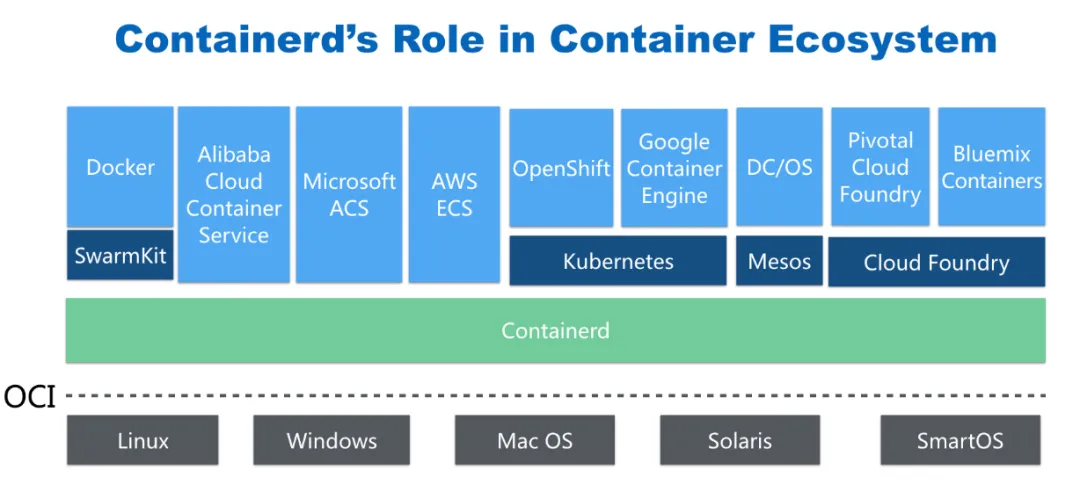 Containerd's Role in Container Ecosystem
Docker
Alibaba
Cloud
Container
Service
Microsoft
ACS
AWS
ECS
OpenShift
Google
Container
Engine
DC/OS
Pivotal
Cloud
Foundry
Bluemix
Containers
SwarmKit
Kubernetes
Mesos
Cloud Foundry
Containerd
OCI
Linux
Windows
Mac OS
Solaris
SmartOS